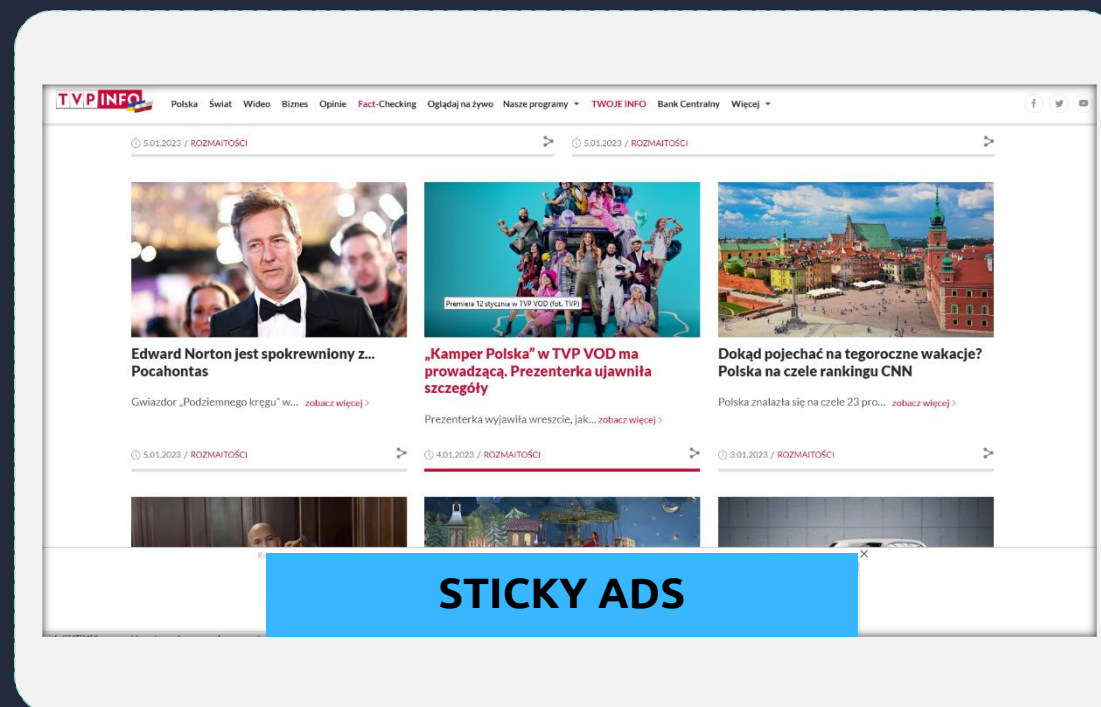 TVP INFO
Polska Świat Wideo Biznes Opinie Fact-Checking Oglądaj na żywo Nasze programy TWOJE INFO Bank Centralny Więcej
5.01.2023 / ROZMAITOŚCI
5.01.2023 / ROZMAITOŚCI
Premiera 12 stycznia w TVP VOD (fot. TVP)
Edward Norton jest spokrewniony z...
Pocahontas
Gwiazdor „Podziemnego kręgu” w... zobacz więcej >
5.01.2023 / ROZMAITOŚCI
„Kamper Polska” w TVP VOD ma
prowadzącą. Prezenterka ujawniła
szczegóły
Prezenterka wyjawiła wreszcie, jak... zobacz więcej >
4.01.2023 / ROZMAITOŚCI
Dokąd pojechać na tegoroczne wakacje?
Polska na czele rankingu CNN
Polska znalazła się na czele 23 pro... zobacz więcej >
3.01.2023 / ROZMAITOŚCI
STICKY ADS